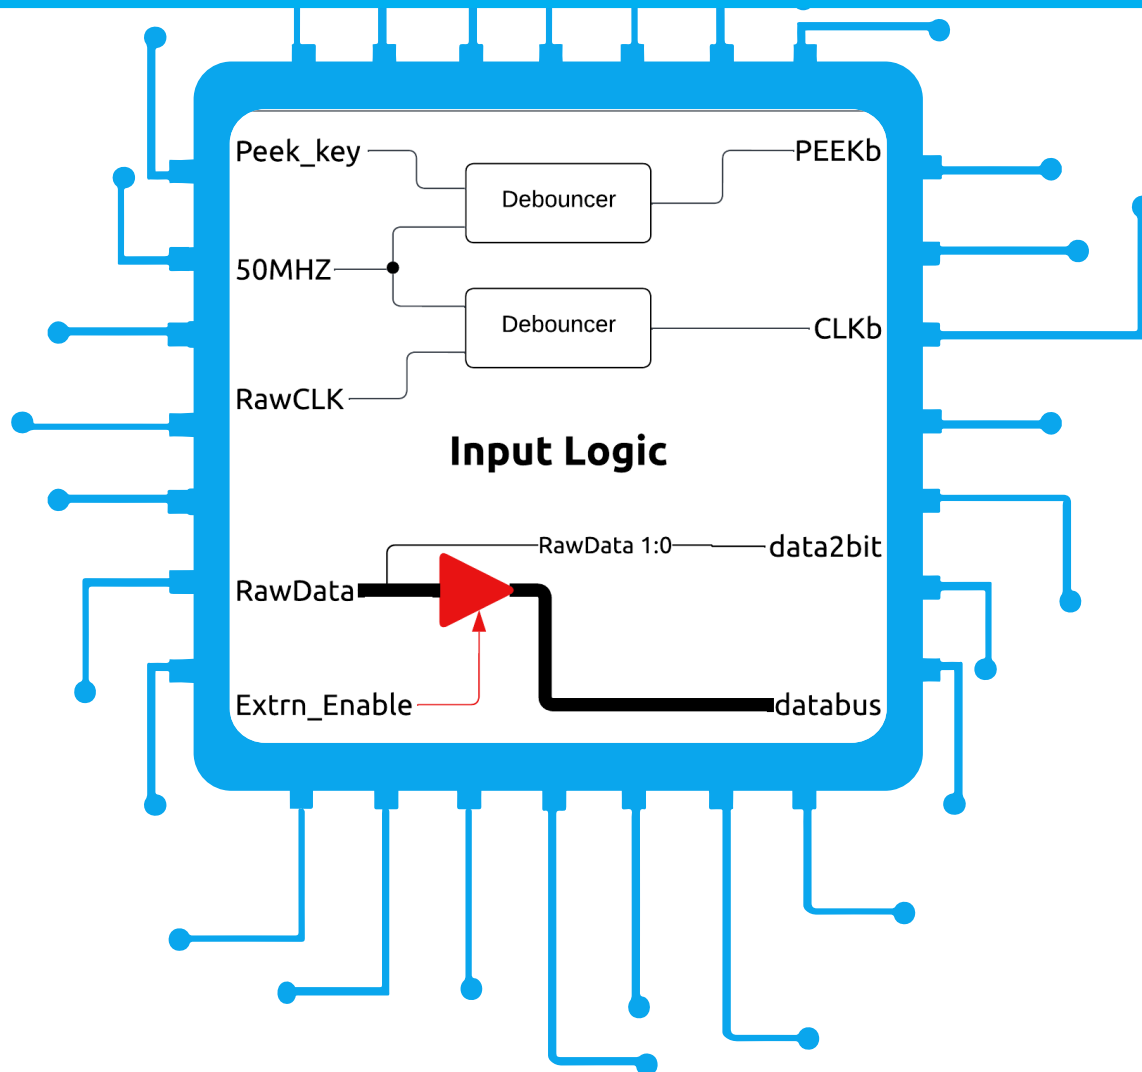 Peek_key
PEEKb
Debouncer
50MHZ
Debouncer
CLKb
RawCLK
Input Logic
RawData 1:0
data2bit
RawData
Extrn_Enable
databus